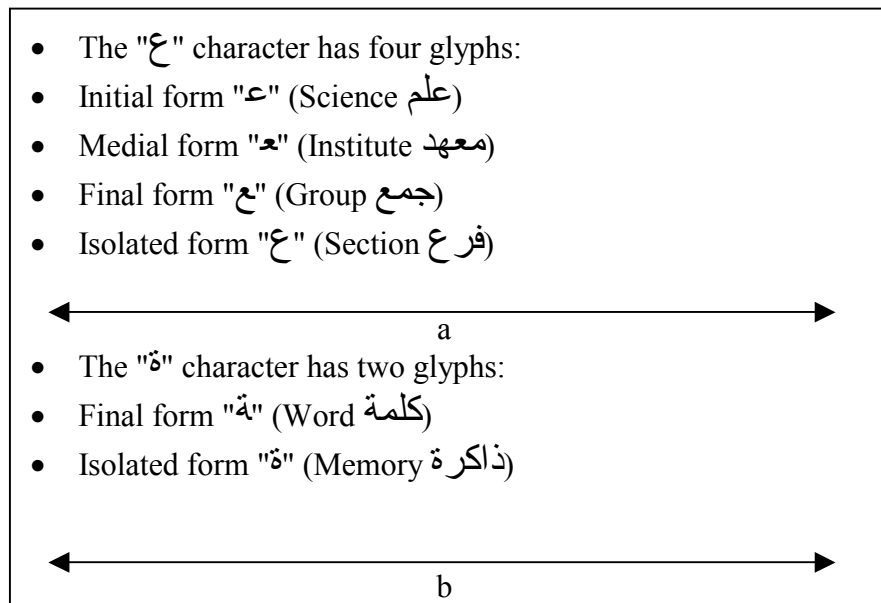 • The "ع" character has four glyphs:
• Initial form "عـ" (Science علم)
• Medial form "ـعـ" (Institute معهد)
• Final form "ـع" (Group جمع)
• Isolated form "ع" (Section فرع)
a
• The "ة" character has two glyphs:
• Final form "ـة" (Word كلمة)
• Isolated form "ة" (Memory ذاكرة)
b